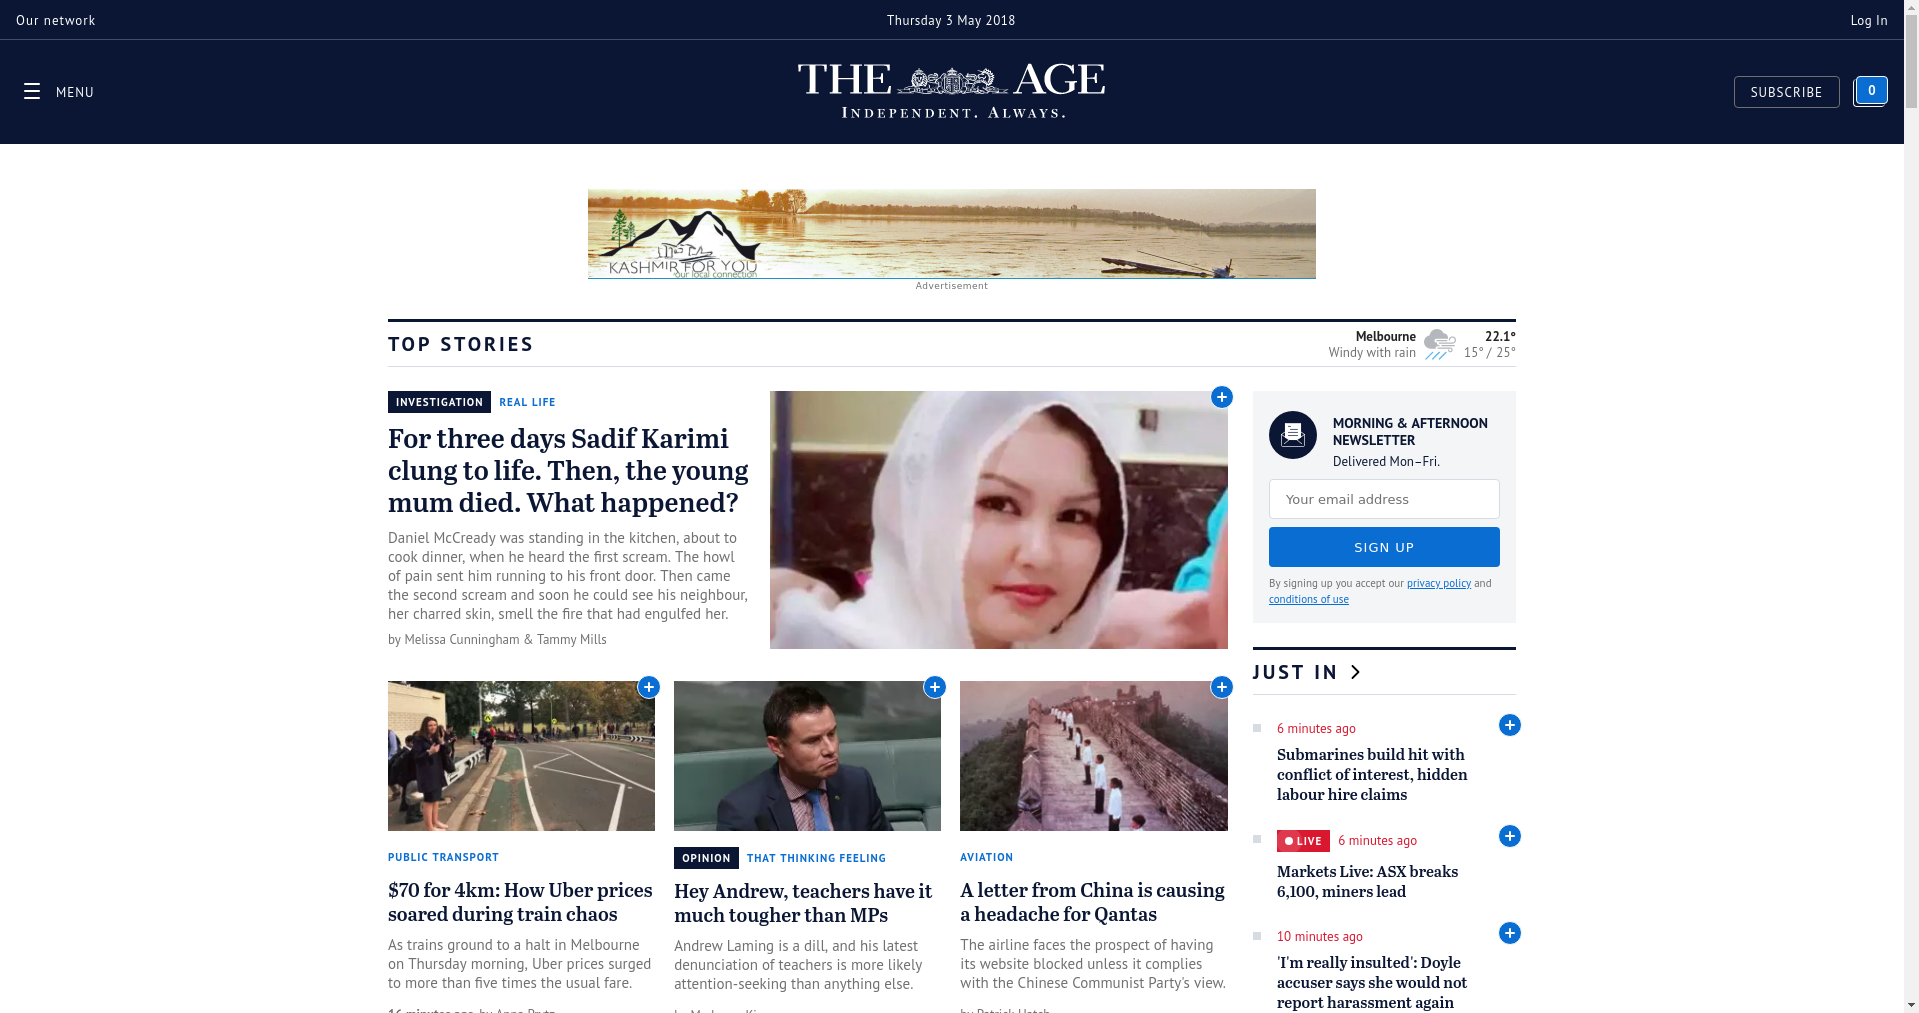 Our network
Thursday 3 May 2018
Log In
MENU
THE AGE
INDEPENDENT. ALWAYS.
SUBSCRIBE
0
KASHMIR FOR YOU
our local connection
Advertisement
TOP STORIES
Melbourne
Windy with rain
22.1°
15° / 25°
INVESTIGATION REAL LIFE
For three days Sadif Karimi
clung to life. Then, the young
mum died. What happened?
Daniel McCready was standing in the kitchen, about to
cook dinner, when he heard the first scream. The howl
of pain sent him running to his front door. Then came
the second scream and soon he could see his neighbour,
her charred skin, smell the fire that had engulfed her.
by Melissa Cunningham & Tammy Mills
PUBLIC TRANSPORT
$70 for 4km: How Uber prices
soared during train chaos
As trains ground to a halt in Melbourne
on Thursday morning, Uber prices surged
to more than five times the usual fare.
OPINION THAT THINKING FEELING
Hey Andrew, teachers have it
much tougher than MPs
Andrew Laming is a dill, and his latest
denunciation of teachers is more likely
attention-seeking than anything else.
AVIATION
A letter from China is causing
a headache for Qantas
The airline faces the prospect of having
its website blocked unless it complies
with the Chinese Communist Party's view.
MORNING & AFTERNOON
NEWSLETTER
Delivered Mon–Fri.
Your email address
SIGN UP
By signing up you accept our privacy policy and
conditions of use
JUST IN
6 minutes ago
Submarines build hit with
conflict of interest, hidden
labour hire claims
LIVE 6 minutes ago
Markets Live: ASX breaks
6,100, miners lead
10 minutes ago
'I'm really insulted': Doyle
accuser says she would not
report harassment again